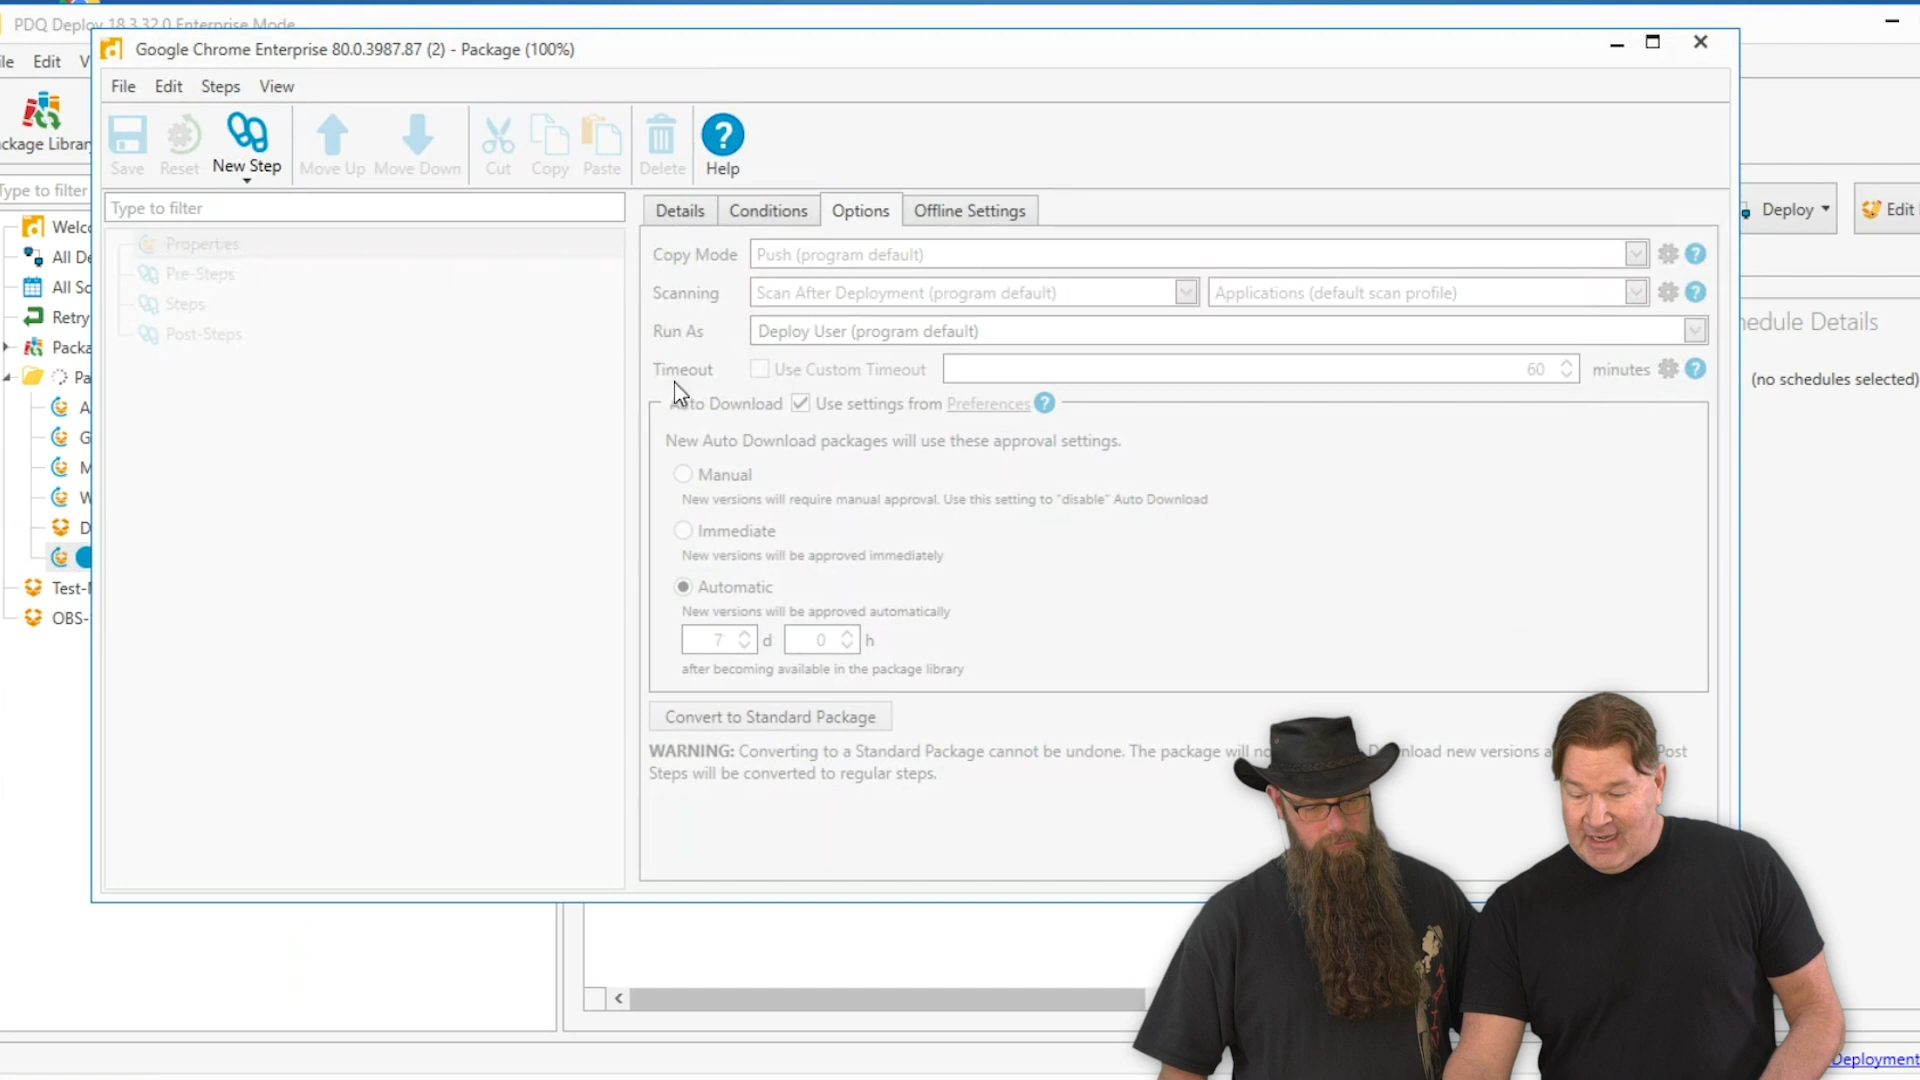 PDQ Deploy 18.3.32.0 Enterprise Mode
Google Chrome Enterprise 80.0.3987.87 (2) - Package (100%)
Edit
File Edit Steps View
Save Reset New Step Move Up Move Down Cut Copy Paste Delete Help
Type to filter
Type to filter
Details Conditions Options Offline Settings
Deploy Edit
Properties
Pre-Steps
Steps
Post-Steps
Retry
Test-
OBS-
Copy Mode Push (program default)
Scanning Scan After Deployment (program default) Applications (default scan profile)
Run As Deploy User (program default)
Timeout Use Custom Timeout 60 minutes
Auto Download Use settings from Preferences
New Auto Download packages will use these approval settings.
Manual
New versions will require manual approval. Use this setting to "disable" Auto Download
Immediate
New versions will be approved immediately
Automatic
New versions will be approved automatically
7 d 0 h
after becoming available in the package library
Convert to Standard Package
WARNING: Converting to a Standard Package cannot be undone. The package will Post
Steps will be converted to regular steps.
Details
(no schedules selected)
Deployment